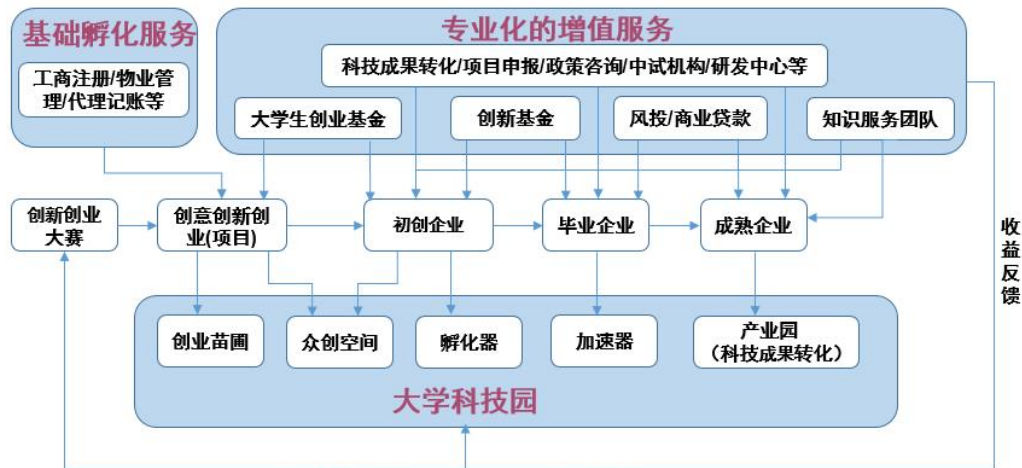 基础孵化服务
工商注册/物业管
理/代理记账等
专业化的增值服务
科技成果转化/项目申报/政策咨询/中试机构/研发中心等
大学生创业基金
创新基金
风投/商业贷款
知识服务团队
创新创业
大赛
创意创新创
业(项目)
初创企业
毕业企业
成熟企业
收
益
反
馈
创业苗圃
众创空间
孵化器
加速器
产业园
（科技成果转化）
大学科技园